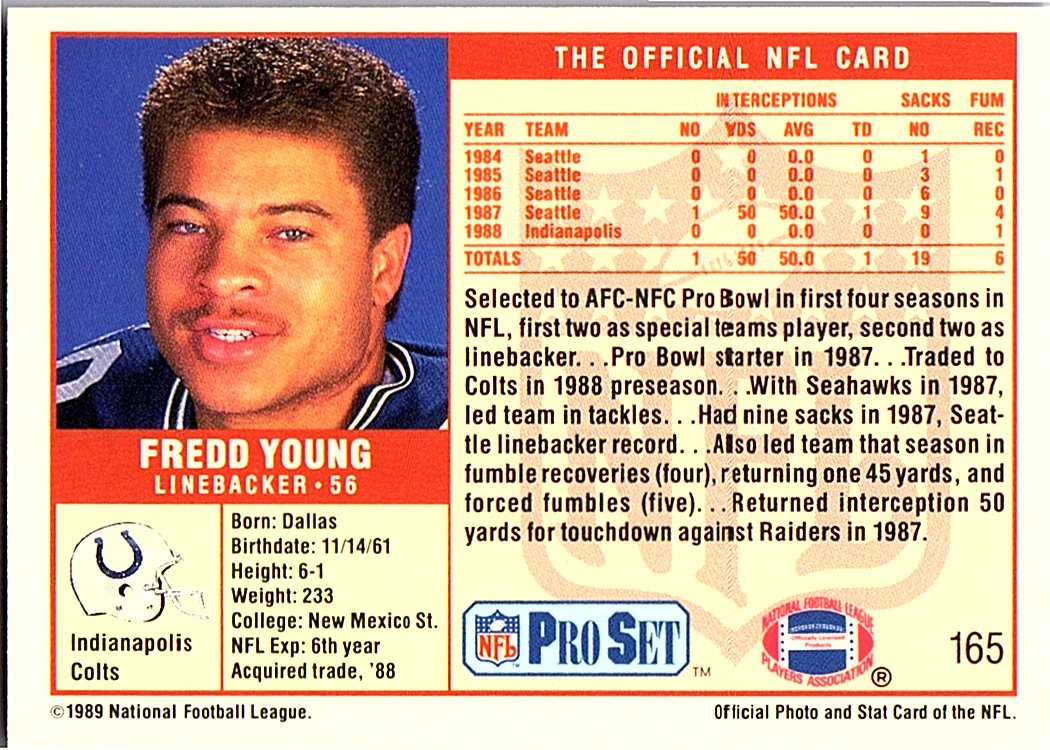 THE OFFICIAL NFL CARD
INTERCEPTIONS SACKS FUM
YEAR TEAM NO YDS AVG TD NO REC
1984 Seattle 0 0 0.0 0 1 0
1985 Seattle 0 0 0.0 0 3 1
1986 Seattle 0 0 0.0 0 6 0
1987 Seattle 1 50 50.0 1 9 4
1988 Indianapolis 0 0 0.0 0 0 1
TOTALS 1 50 50.0 1 19 6
Selected to AFC-NFC Pro Bowl in first four seasons in
NFL, first two as special teams player, second two as
linebacker. . .Pro Bowl starter in 1987. . .Traded to
Colts in 1988 preseason. . .With Seahawks in 1987,
led team in tackles. . .Had nine sacks in 1987, Seat-
tle linebacker record. . .Also led team that season in
fumble recoveries (four), returning one 45 yards, and
forced fumbles (five). . .Returned interception 50
yards for touchdown against Raiders in 1987.
FREDD YOUNG
LINEBACKER • 56
Indianapolis
Colts
Born: Dallas
Birthdate: 11/14/61
Height: 6-1
Weight: 233
College: New Mexico St.
NFL Exp: 6th year
Acquired trade, '88
NFL PRO SET ™
NATIONAL FOOTBALL LEAGUE
Officially Licensed
Products
PLAYERS ASSOCIATION ®
165
©1989 National Football League.
Official Photo and Stat Card of the NFL.